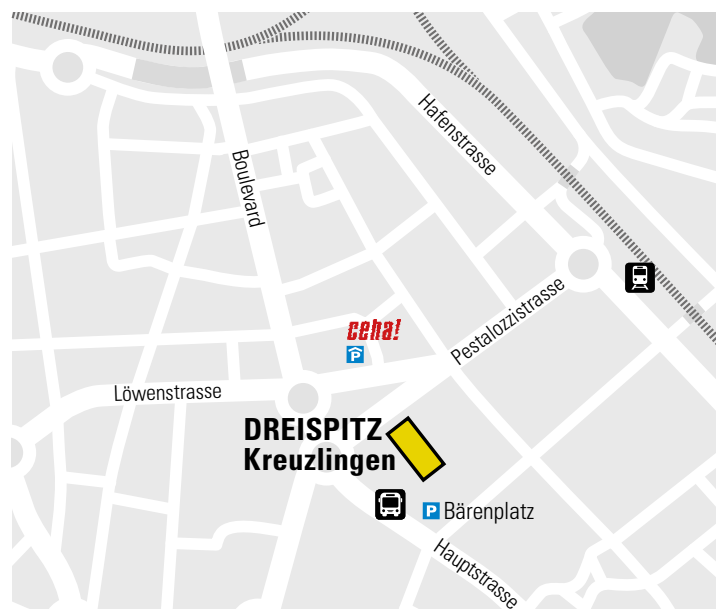 Hafenstrasse
Boulevard
Pestalozzistrasse
ceha!
P
Löwenstrasse
DREISPITZ
Kreuzlingen
P Bärenplatz
Hauptstrasse